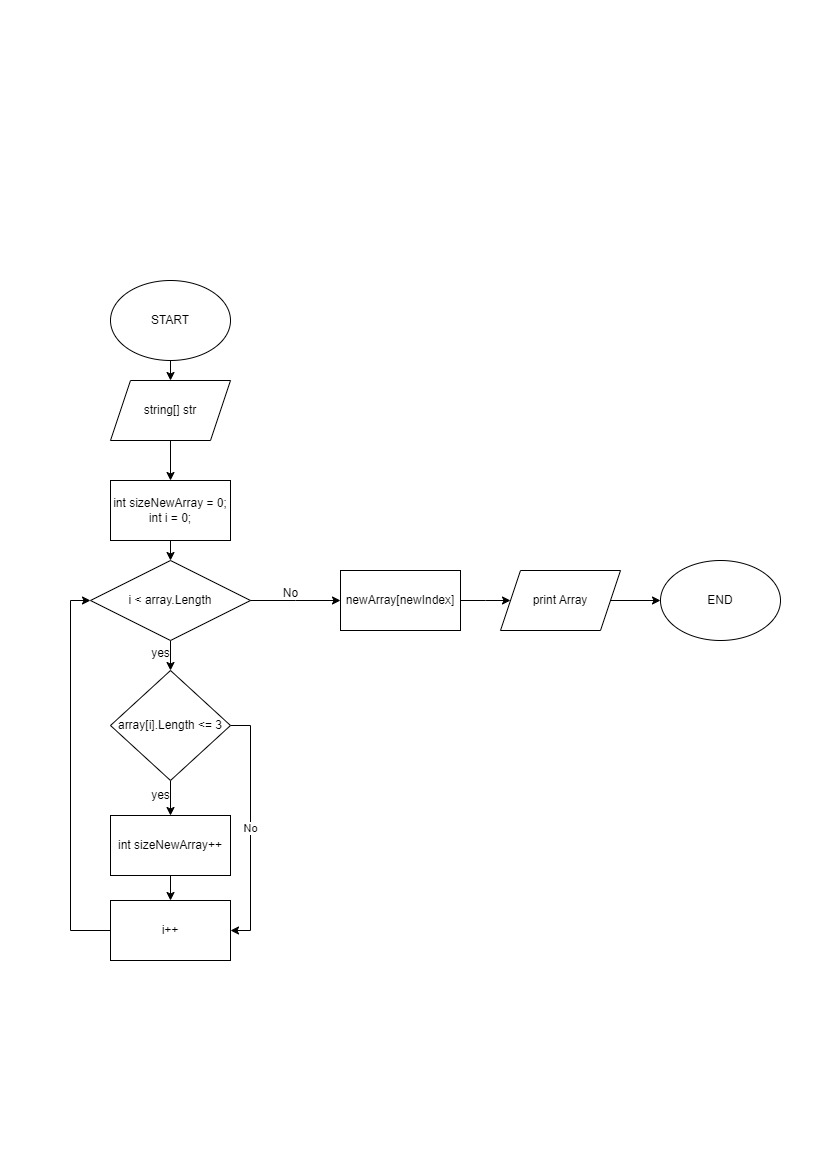 START
string[] str
int sizeNewArray = 0;
int i = 0;
i < array.Length
No
newArray[newIndex]
print Array
END
yes
array[i].Length <= 3
yes
No
int sizeNewArray++
i++